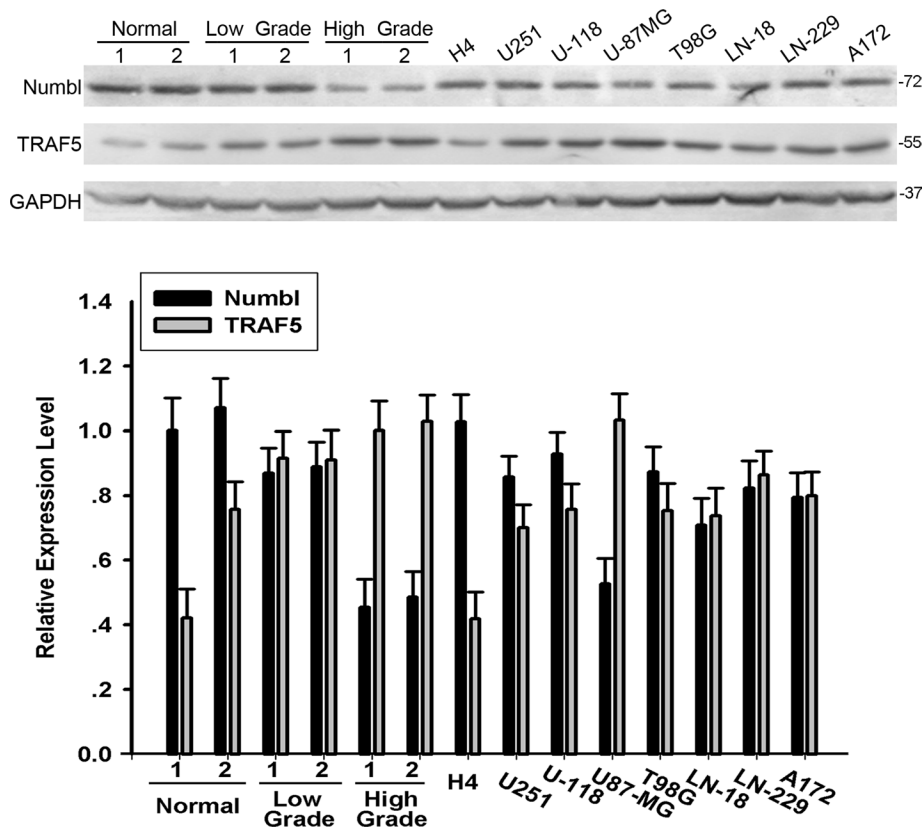 Normal Low Grade High Grade
1 2 1 2 1 2 H4 U251 U-118 U-87MG T98G LN-18 LN-229 A172
Numbl -72
TRAF5 -55
GAPDH -37
Numbl
TRAF5
Relative Expression Level
1.4
1.2
1.0
.8
.6
.4
.2
0.0
1 2 1 2 1 2 H4 U251 U-118 U87-MG T98G LN-18 LN-229 A172
Normal Low Grade High Grade